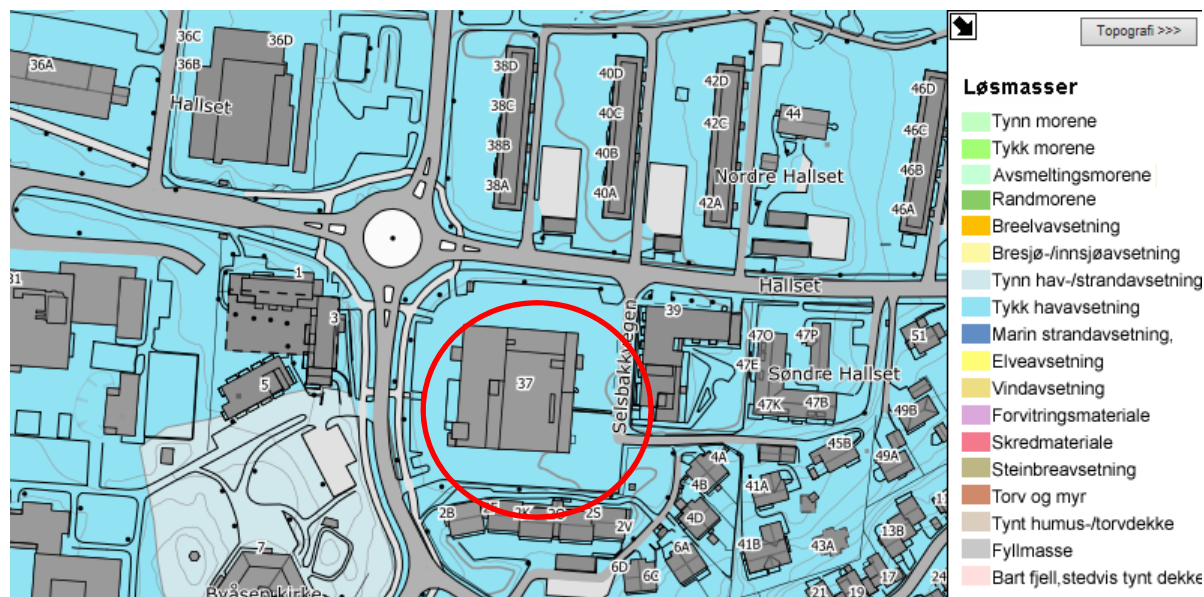 36C
36D
36B
36A
Hallset
38D
38C
38B
38A
40D
40C
40B
40A
42D
42C
42A
44
Nordre Hallset
46D
46C
46B
46A
Hallset
31
1
3
5
37
Selsbakkvegen
39
47O
47P
47E
Søndre Hallset
47K
47B
51
49B
49A
45B
4A
4B
4D
41A
41B
43A
2B
2K
2S
2V
6A
6C
6D
13B
17
19
21
24
7
Byåsen kirke
Topografi >>>
Løsmasser
Tynn morene
Tykk morene
Avsmeltingsmorene
Randmorene
Breelvavsetning
Bresjø-/innsjøavsetning
Tynn hav-/strandavsetning
Tykk havavsetning
Marin strandavsetning,
Elveavsetning
Vindavsetning
Forvitringsmateriale
Skredmateriale
Steinbreavsetning
Torv og myr
Tynt humus-/torvdekke
Fyllmasse
Bart fjell,stedvis tynt dekke